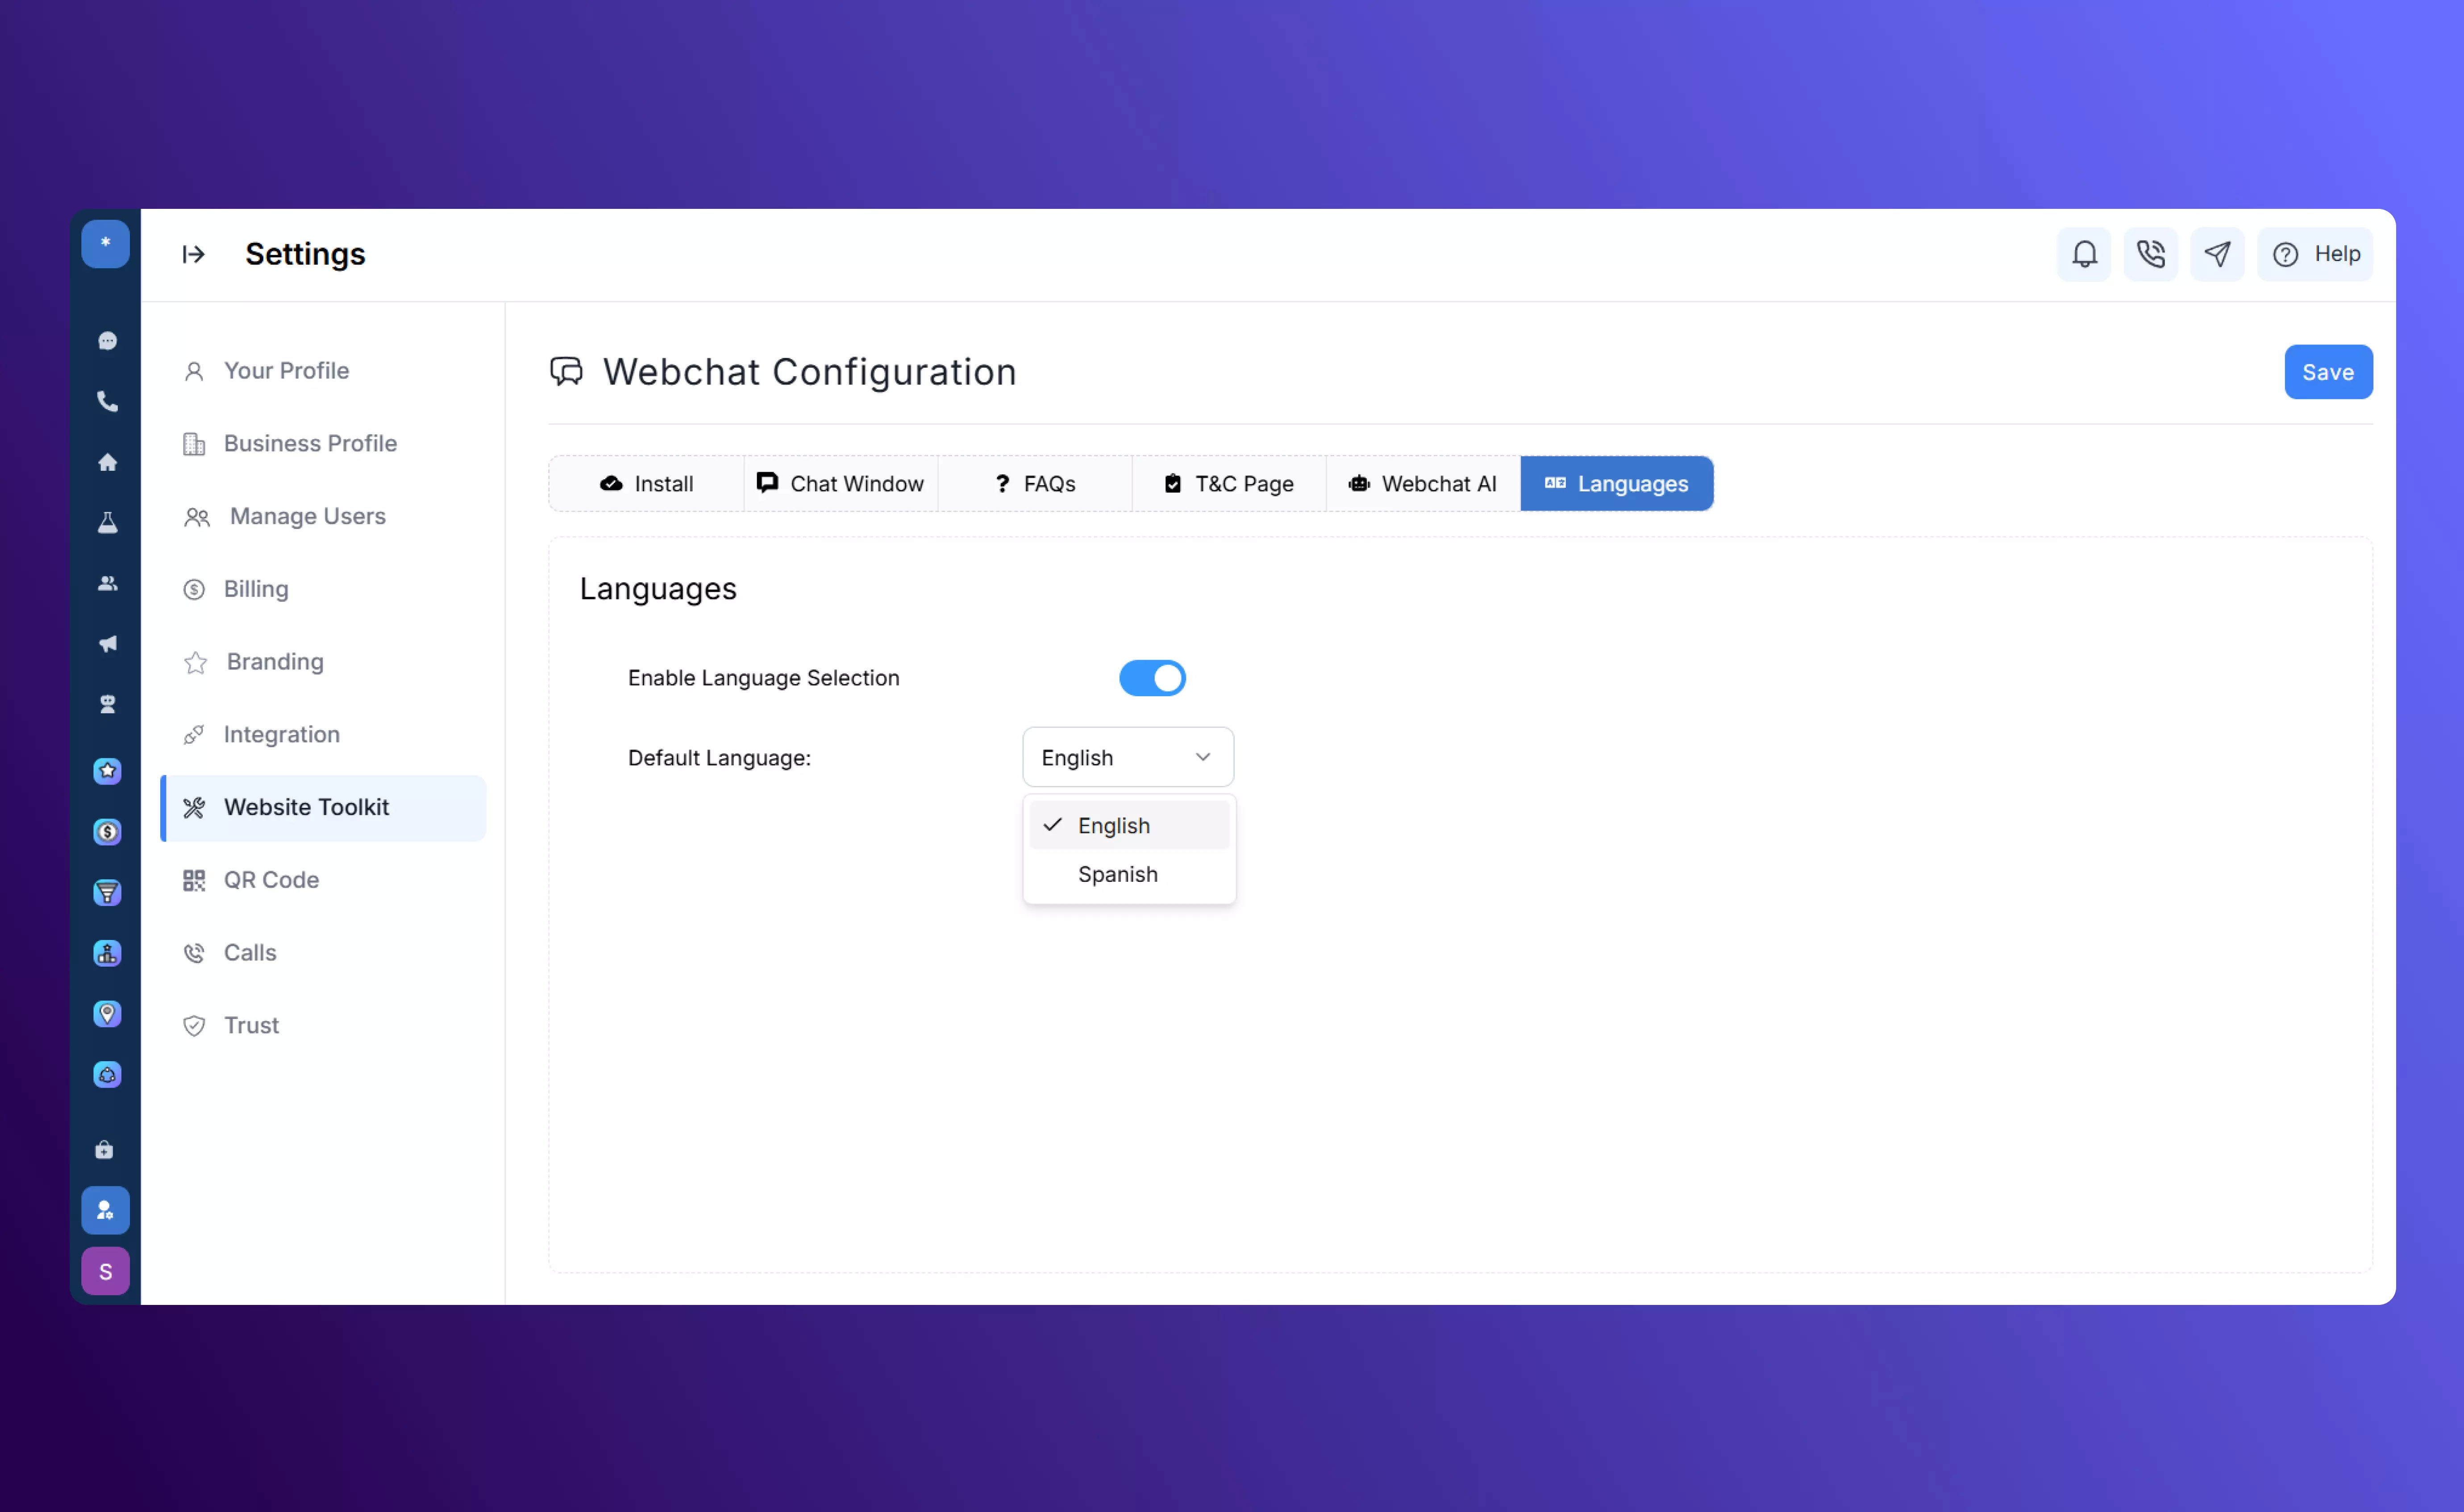 *
Settings
Help
Your Profile
Business Profile
Manage Users
Billing
Branding
Integration
Website Toolkit
QR Code
Calls
Trust
S
Webchat Configuration
Save
Install
Chat Window
FAQs
T&C Page
Webchat AI
Languages
Languages
Enable Language Selection
Default Language:
English
English
Spanish